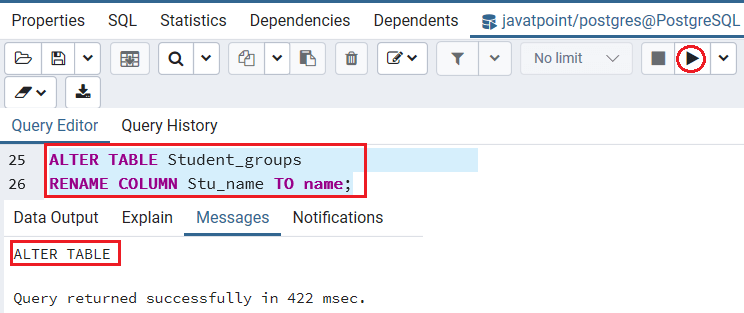 Properties SQL Statistics Dependencies Dependents javatpoint/postgres@PostgreSQL
No limit
Query Editor Query History
25 ALTER TABLE Student_groups
26 RENAME COLUMN Stu_name TO name;
Data Output Explain Messages Notifications
ALTER TABLE
Query returned successfully in 422 msec.